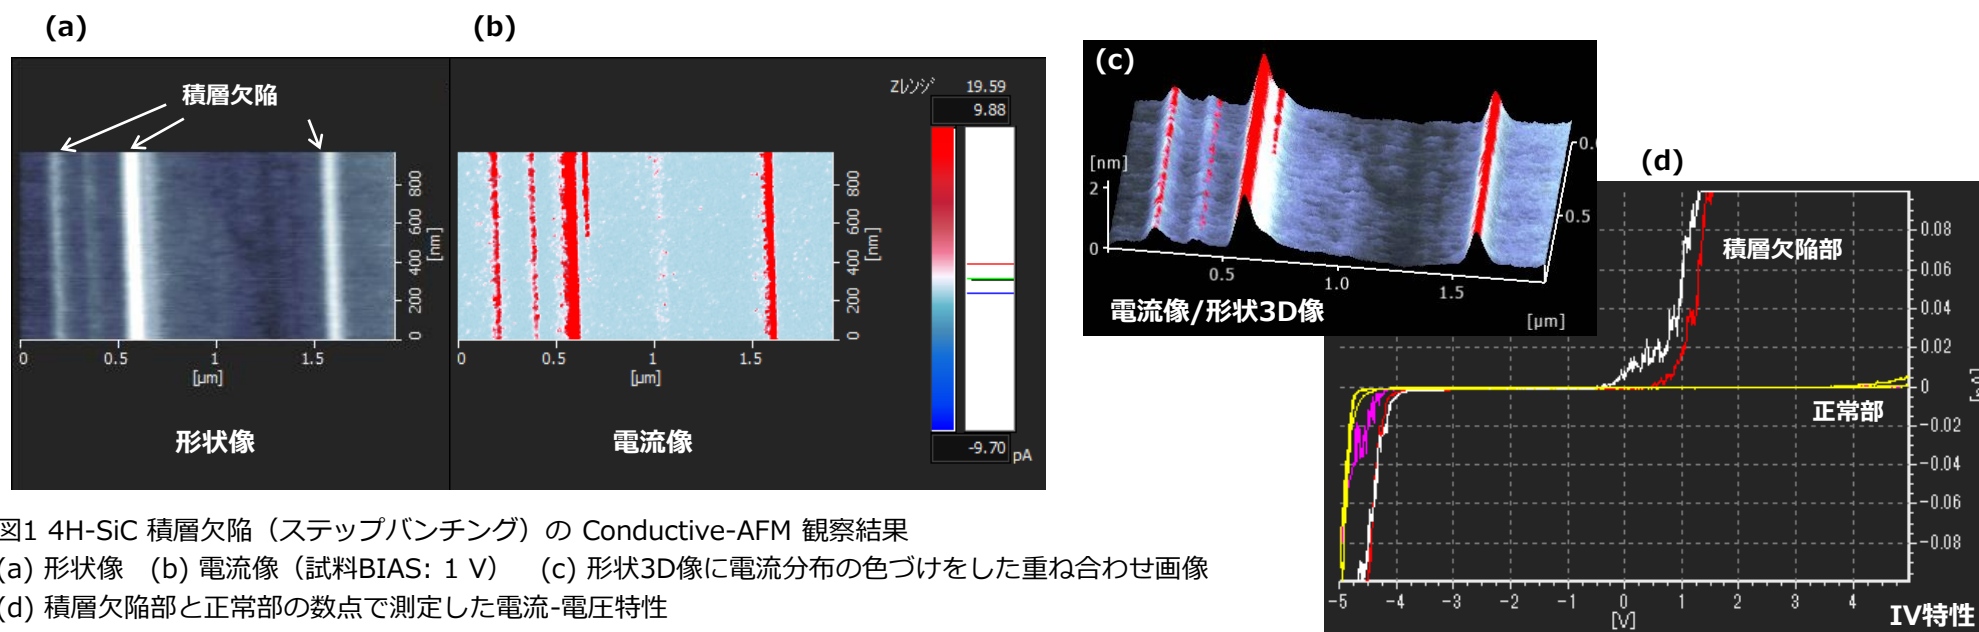 (a)
(b)
(c)
(d)
積層欠陥
Zレンジ 19.59
9.88
-9.70 pA
800
600
400
200
0
[nm]
0 0.5 1 1.5
[µm]
形状像
800
600
400
200
0
[nm]
0 0.5 1 1.5
[µm]
電流像
[nm]
2
0
0.5 1.0 1.5
[µm]
0.5
電流像/形状3D像
積層欠陥部
正常部
0.08
0.06
0.04
0.02
0
-0.02
-0.04
-0.06
-0.08
-5 -4 -3 -2 -1 0 1 2 3 4
[V]
IV特性
図1 4H-SiC 積層欠陥（ステップバンチング）の Conductive-AFM 観察結果
(a) 形状像 (b) 電流像（試料BIAS: 1 V） (c) 形状3D像に電流分布の色づけをした重ね合わせ画像
(d) 積層欠陥部と正常部の数点で測定した電流-電圧特性